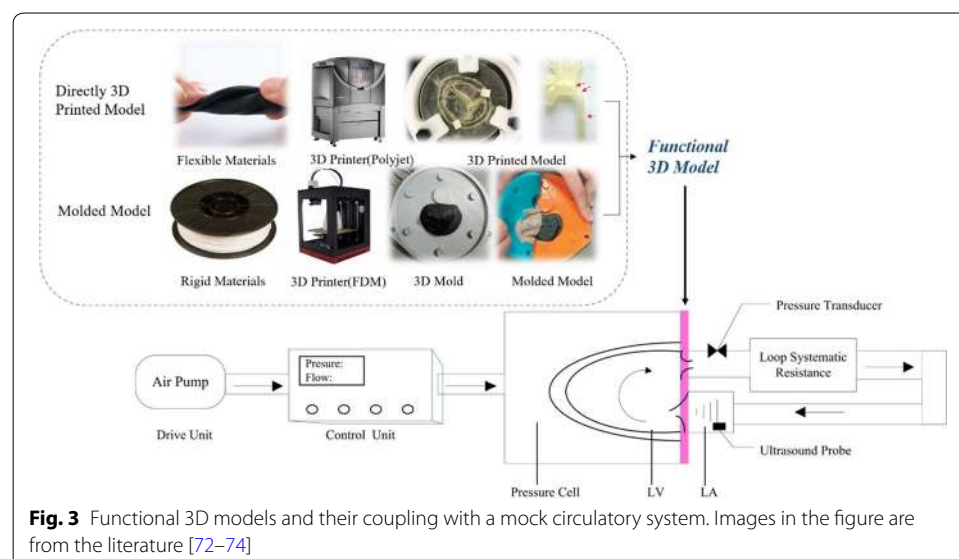 Directly 3D
Printed Model
Flexible Materials
3D Printer(Polyjet)
3D Printed Model
Molded Model
Rigid Materials
3D Printer(FDM)
3D Mold
Molded Model
Functional
3D Model
Pressure Transducer
Air Pump
Presure:
Flow:
Loop Systematic
Resistance
Drive Unit
Control Unit
Ultrasound Probe
Pressure Cell
LV
LA
Fig. 3 Functional 3D models and their coupling with a mock circulatory system. Images in the figure are
from the literature [72–74]